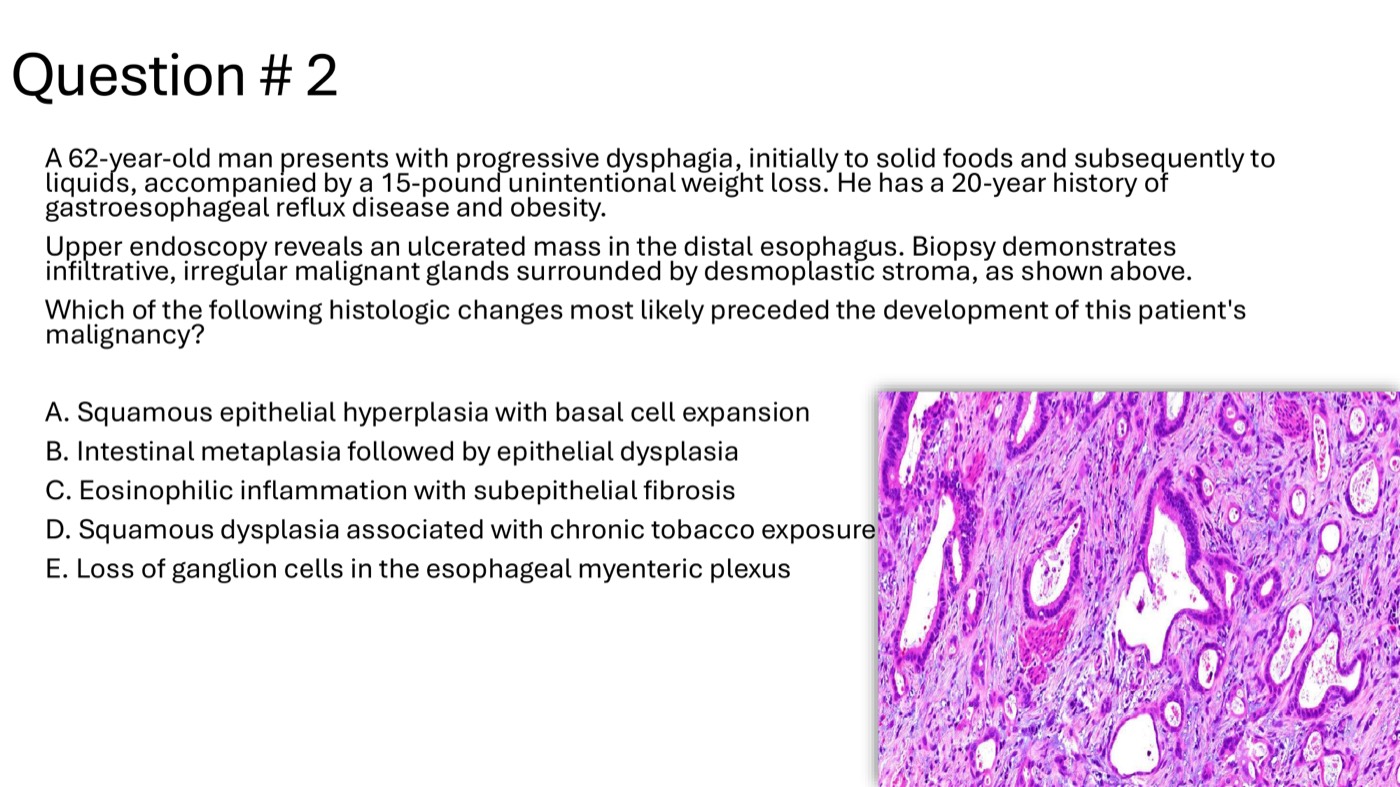 Question # 2
A 62-year-old man presents with progressive dysphagia, initially to solid foods and subsequently to
liquids, accompanied by a 15-pound unintentional weight loss. He has a 20-year history of
gastroesophageal reflux disease and obesity.
Upper endoscopy reveals an ulcerated mass in the distal esophagus. Biopsy demonstrates
infiltrative, irregular malignant glands surrounded by desmoplastic stroma, as shown above.
Which of the following histologic changes most likely preceded the development of this patient's
malignancy?
A. Squamous epithelial hyperplasia with basal cell expansion
B. Intestinal metaplasia followed by epithelial dysplasia
C. Eosinophilic inflammation with subepithelial fibrosis
D. Squamous dysplasia associated with chronic tobacco exposure
E. Loss of ganglion cells in the esophageal myenteric plexus